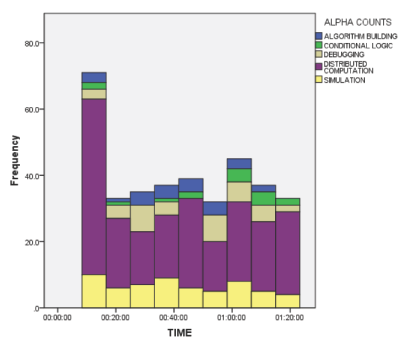 ALPHA COUNTS
ALGORITHM BUILDING
CONDITIONAL LOGIC
DEBUGGING
DISTRIBUTED
COMPUTATION
SIMULATION
Frequency
80.0
60.0
40.0
20.0
.0
00:00:00
00:20:00
00:40:00
01:00:00
01:20:00
TIME